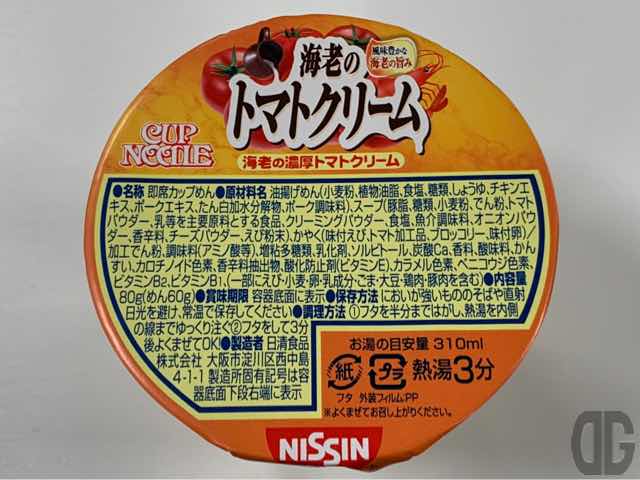 海老の
風味豊かな
海老の旨み
トマトクリーム
CUP
NOODLE
海老の濃厚トマトクリーム
●名称 即席カップめん●原材料名 油揚げめん(小麦粉、植物油脂、食塩、糖類、しょうゆ、チキンエ
キス、ポークエキス、たん白加水分解物、ポーク調味料)、スープ(豚脂、糖類、小麦粉、でん粉、トマト
パウダー、乳等を主要原料とする食品、クリーミングパウダー、食塩、魚介調味料、オニオンパウ
ダー、香辛料、チーズパウダー、えび粉末)、かやく(味付えび、トマト加工品、ブロッコリー、味付卵)/
加工でん粉、調味料(アミノ酸等)、増粘多糖類、乳化剤、ソルビトール、炭酸Ca、香料、酸味料、かん
すい、カロチノイド色素、香辛料抽出物、酸化防止剤(ビタミンE)、カラメル色素、ベニコウジ色素、
ビタミンB2、ビタミンB1、(一部にえび・小麦・卵・乳成分・ごま・大豆・鶏肉・豚肉を含む)●内容量
80g(めん60g)●賞味期限 容器底面に表示●保存方法 においが強いもののそばや直射
日光を避け、常温で保存してください●調理方法 ①フタを半分まではがし、熱湯を内側
の線までゆっくり注ぐ②フタをして3分
後よくまぜてOK!●製造者 日清食品
株式会社 大阪市淀川区西中島
4-1-1 製造所固有記号は容
器底面下段右端に表示
お湯の目安量 310ml
紙 プラ 熱湯3分
フタ 外装フィルム:PP
※よくまぜてお召し上がりください。
NISSIN
DG